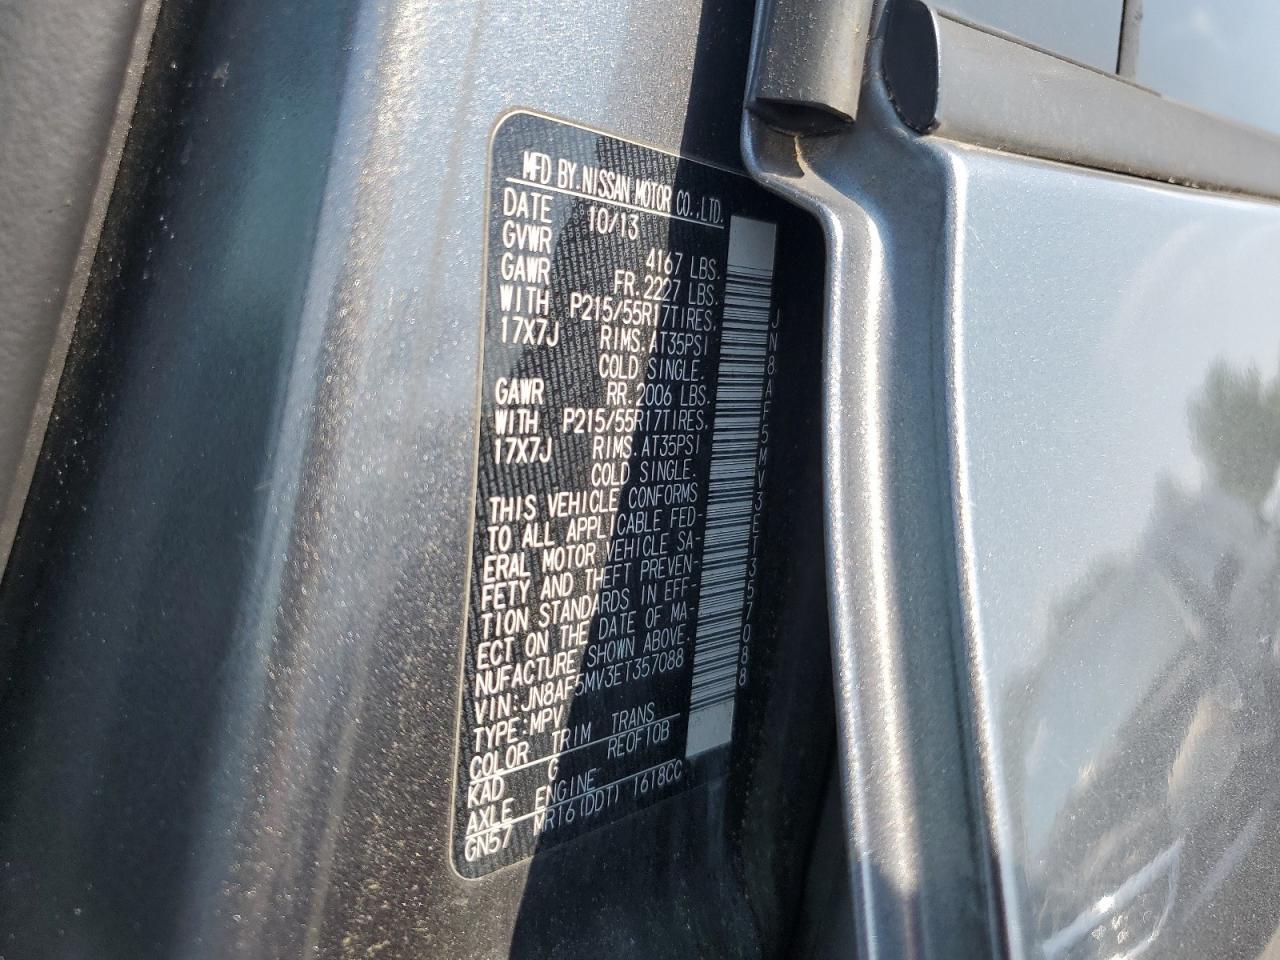 MFD BY.NISSAN MOTOR CO.,LTD.
DATE 10/13
GVWR 4167 LBS.
GAWR FR.2227 LBS.
WITH P215/55R17TIRES.
17X7J RIMS.AT35PSI
COLD SINGLE.
GAWR RR.2006 LBS.
WITH P215/55R17TIRES.
17X7J RIMS.AT35PSI
COLD SINGLE.
THIS VEHICLE CONFORMS
TO ALL APPLICABLE FED-
ERAL MOTOR VEHICLE SA-
FETY AND THEFT PREVEN-
TION STANDARDS IN EFF-
ECT ON THE DATE OF MA-
NUFACTURE SHOWN ABOVE.
VIN:JN8AF5MV3ET357088
TYPE:MPV
COLOR TRIM TRANS
KAD G RE0F10B
AXLE ENGINE
GN57 MR16(DDT) 1618CC
JN8AF5MV3ET357088